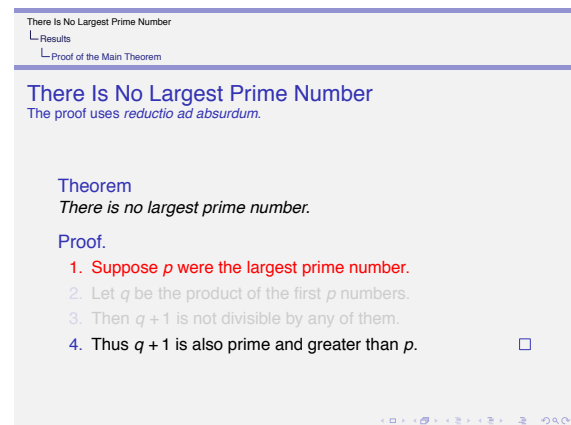 There Is No Largest Prime Number
Results
Proof of the Main Theorem
There Is No Largest Prime Number
The proof uses reductio ad absurdum.
Theorem
There is no largest prime number.
Proof.
1. Suppose p were the largest prime number.
2. Let q be the product of the first p numbers.
3. Then q + 1 is not divisible by any of them.
4. Thus q + 1 is also prime and greater than p.